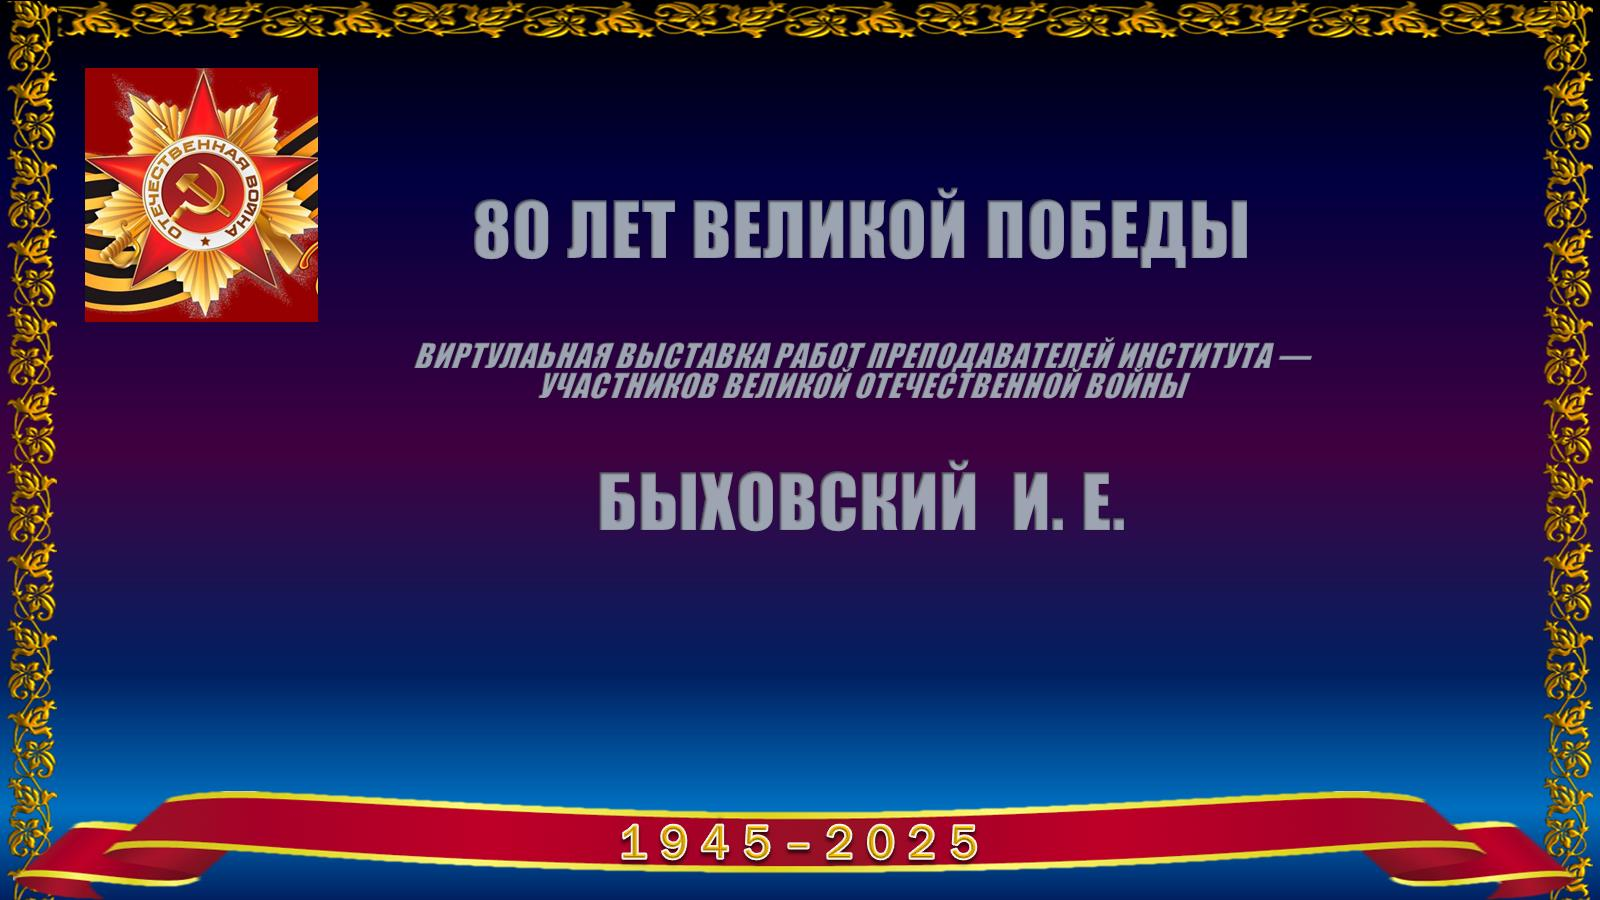 ОТЕЧЕСТВЕННАЯ ВОЙНА
80 ЛЕТ ВЕЛИКОЙ ПОБЕДЫ
ВИРТУЛАЬНАЯ ВЫСТАВКА РАБОТ ПРЕПОДАВАТЕЛЕЙ ИНСТИТУТА —
УЧАСТНИКОВ ВЕЛИКОЙ ОТЕЧЕСТВЕННОЙ ВОЙНЫ
БЫХОВСКИЙ И. Е.
1945–2025